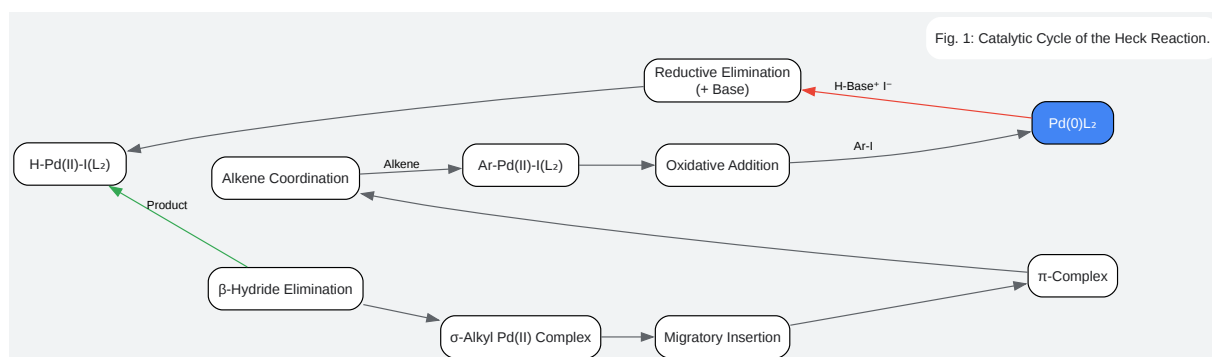 Fig. 1: Catalytic Cycle of the Heck Reaction.
Reductive Elimination
(+ Base)
H-Base⁺ I⁻
Pd(0)L₂
H-Pd(II)-I(L₂)
Alkene Coordination
Alkene
Ar-Pd(II)-I(L₂)
Oxidative Addition
Ar-I
Product
β-Hydride Elimination
π-Complex
σ-Alkyl Pd(II) Complex
Migratory Insertion